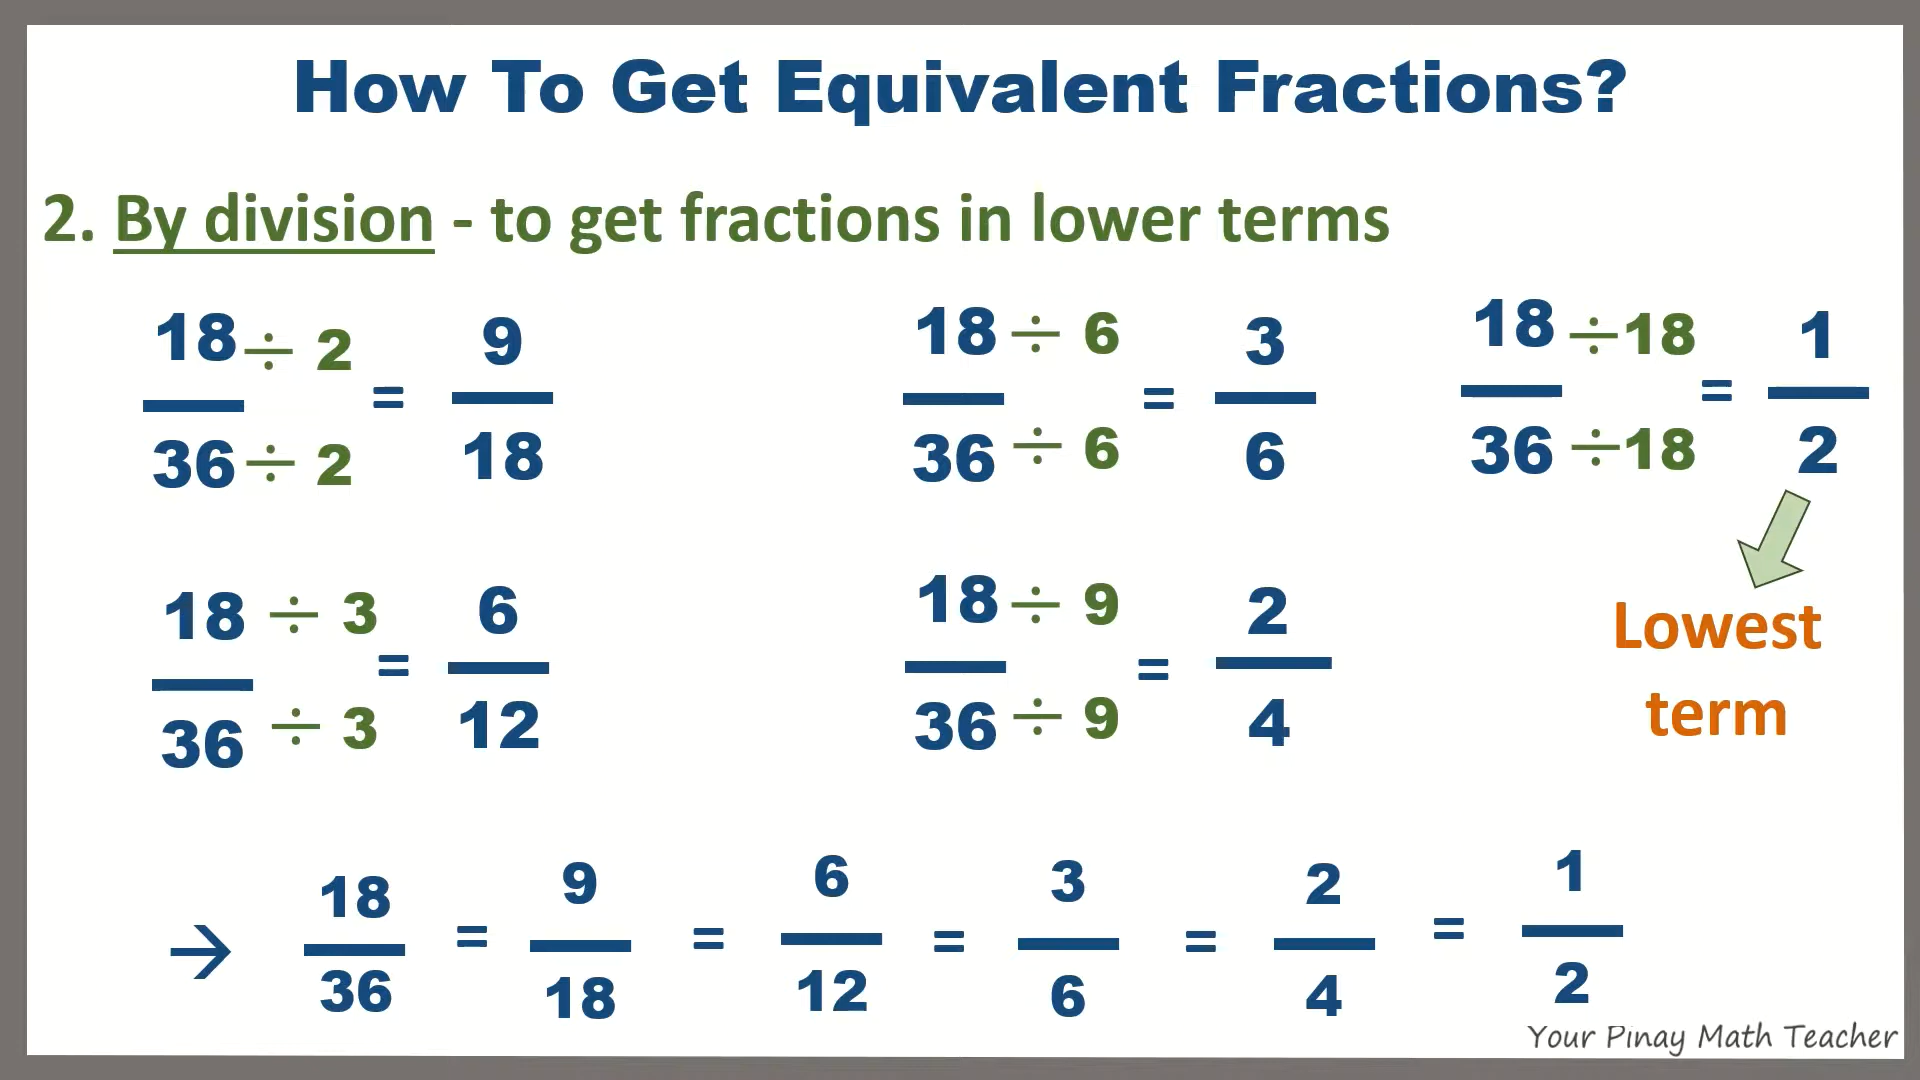 How To Get Equivalent Fractions?
2. By division - to get fractions in lower terms
18 ÷ 2 = 9
36 ÷ 2 18
18 ÷ 6 = 3
36 ÷ 6 6
18 ÷18 = 1
36 ÷18 2
18 ÷ 3 = 6
36 ÷ 3 12
18 ÷ 9 = 2
36 ÷ 9 4
Lowest
term
→ 18 = 9 = 6 = 3 = 2 = 1
36 18 12 6 4 2
Your Pinay Math Teacher